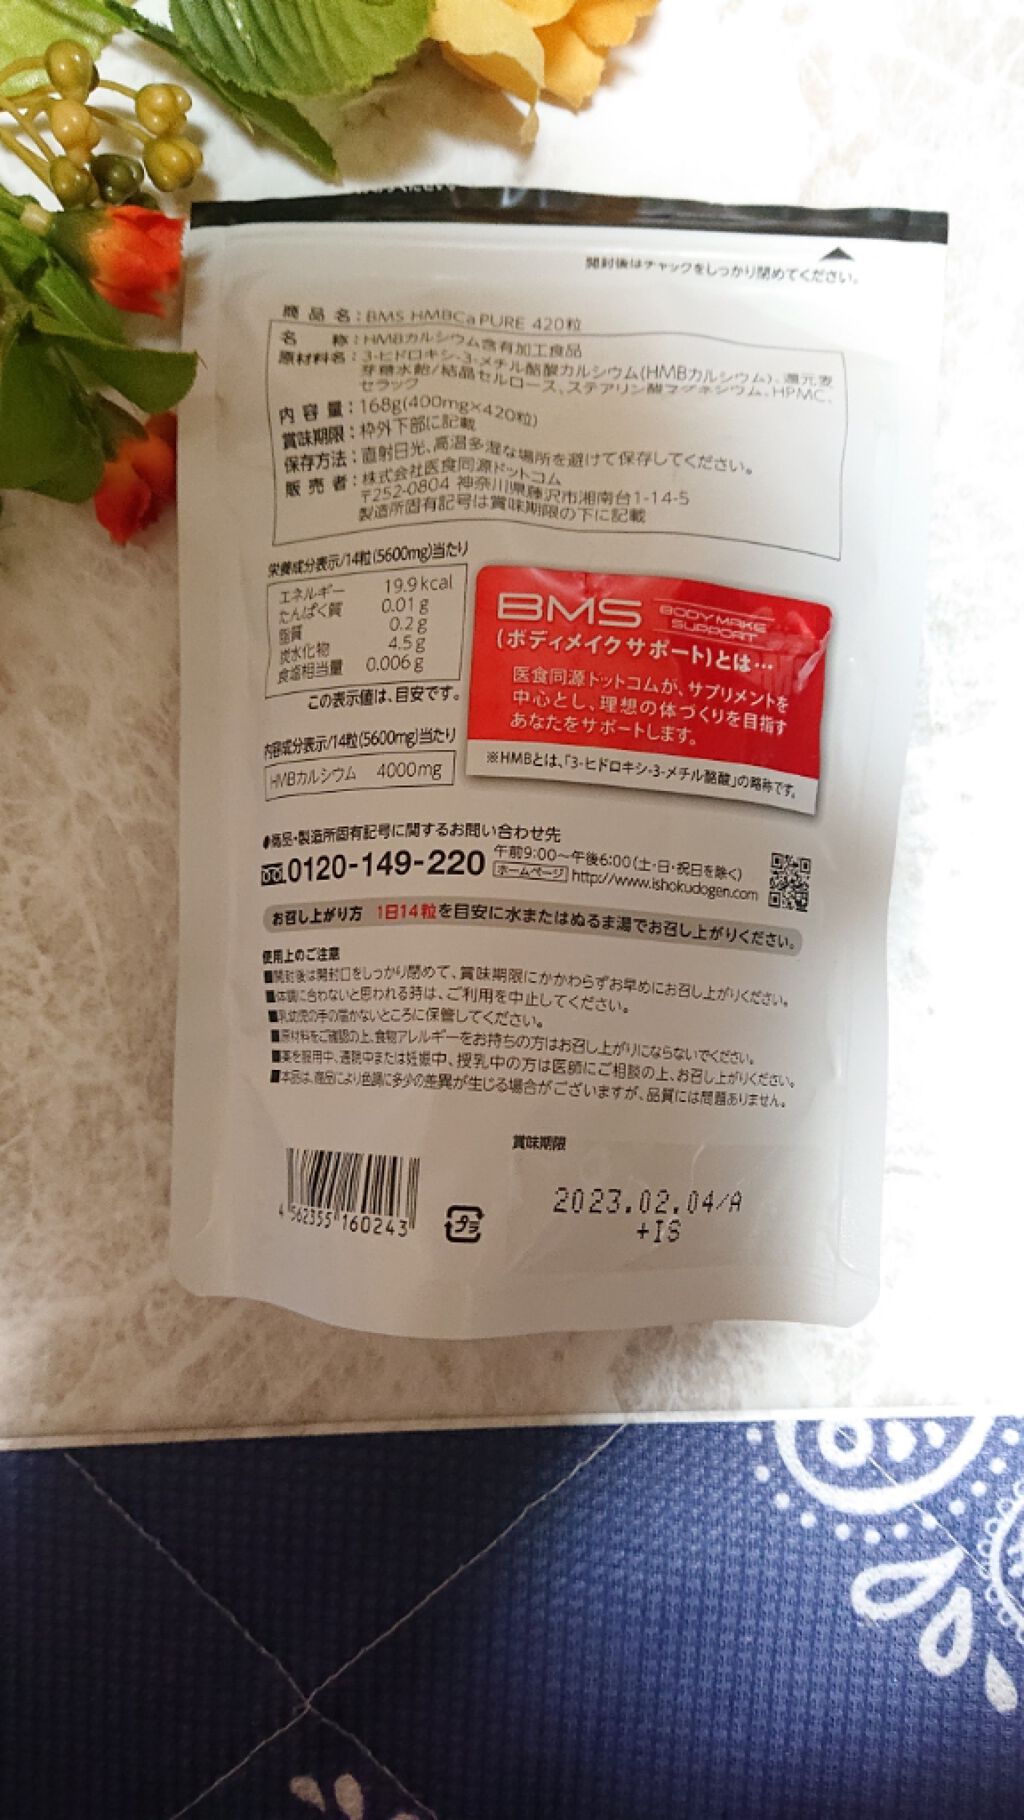 開封後はチャックをしっかり閉めてください。
商品名:BMS HMBCa PURE 420粒
名称:HMBカルシウム含有加工食品
原材料名:3-ヒドロキシ-3-メチル酪酸カルシウム(HMBカルシウム)、還元麦
芽糖水飴/結晶セルロース、ステアリン酸マグネシウム、HPMC、
セラック
内容量:168g(400mg×420粒)
賞味期限:枠外下部に記載
保存方法:直射日光、高温多湿な場所を避けて保存してください。
販売者:株式会社医食同源ドットコム
〒252-0804 神奈川県藤沢市湘南台1-14-5
製造所固有記号は賞味期限の下に記載
栄養成分表示/14粒(5600mg)当たり
エネルギー 19.9kcal
たんぱく質 0.01g
脂質 0.2g
炭水化物 4.5g
食塩相当量 0.006g
この表示値は、目安です。
内容成分表示/14粒(5600mg)当たり
HMBカルシウム 4000mg
BMS BODY MAKE SUPPORT
(ボディメイクサポート)とは…
医食同源ドットコムが、サプリメントを
中心とし、理想の体づくりを目指す
あなたをサポートします。
※HMBとは、「3-ヒドロキシ-3-メチル酪酸」の略称です。
●商品・製造所固有記号に関するお問い合わせ先
0120-149-220 午前9:00〜午後6:00(土・日・祝日を除く)
ホームページ http://www.ishokudogen.com
お召し上がり方 1日14粒を目安に水またはぬるま湯でお召し上がりください。
使用上のご注意
■開封後は開封口をしっかり閉めて、賞味期限にかかわらずお早めにお召し上がりください。
■体調に合わないと思われる時は、ご利用を中止してください。
■乳幼児の手の届かないところに保管してください。
■原材料をご確認の上、食物アレルギーをお持ちの方はお召し上がりにならないでください。
■薬を服用中、通院中または妊娠中、授乳中の方は医師にご相談の上、お召し上がりください。
■本品は、商品により色調に多少の差異が生じる場合がございますが、品質には問題ありません。
賞味期限
2023.02.04/A
+IS
4 562355 160243
プラ